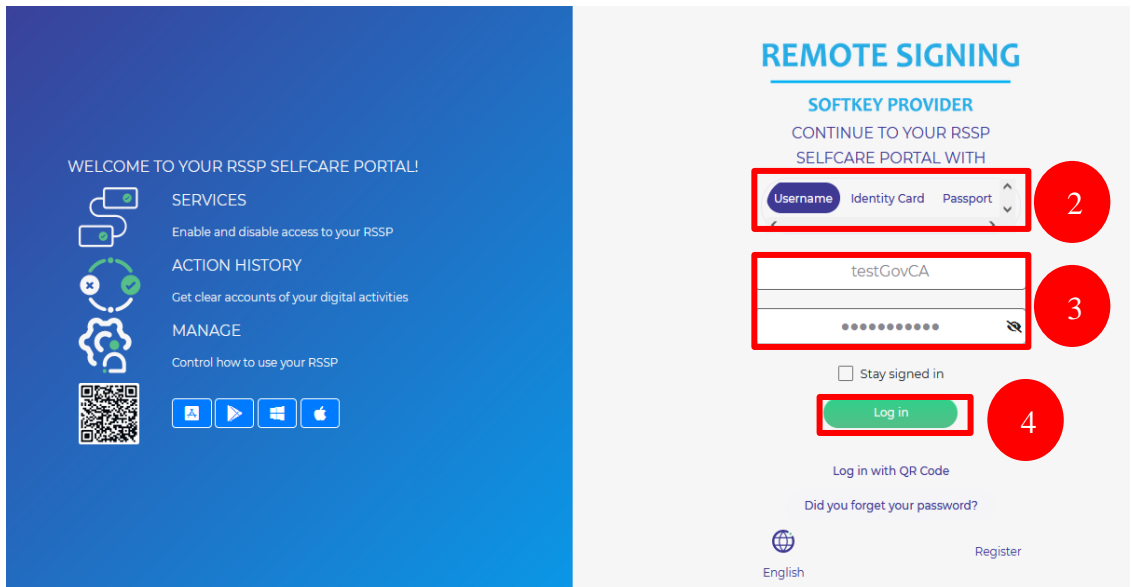 WELCOME TO YOUR RSSP SELFCARE PORTAL!
SERVICES
Enable and disable access to your RSSP
ACTION HISTORY
Get clear accounts of your digital activities
MANAGE
Control how to use your RSSP
REMOTE SIGNING
SOFTKEY PROVIDER
CONTINUE TO YOUR RSSP
SELFCARE PORTAL WITH
Username Identity Card Passport
2
testGovCA
3
Stay signed in
Log in
4
Log in with QR Code
Did you forget your password?
English
Register